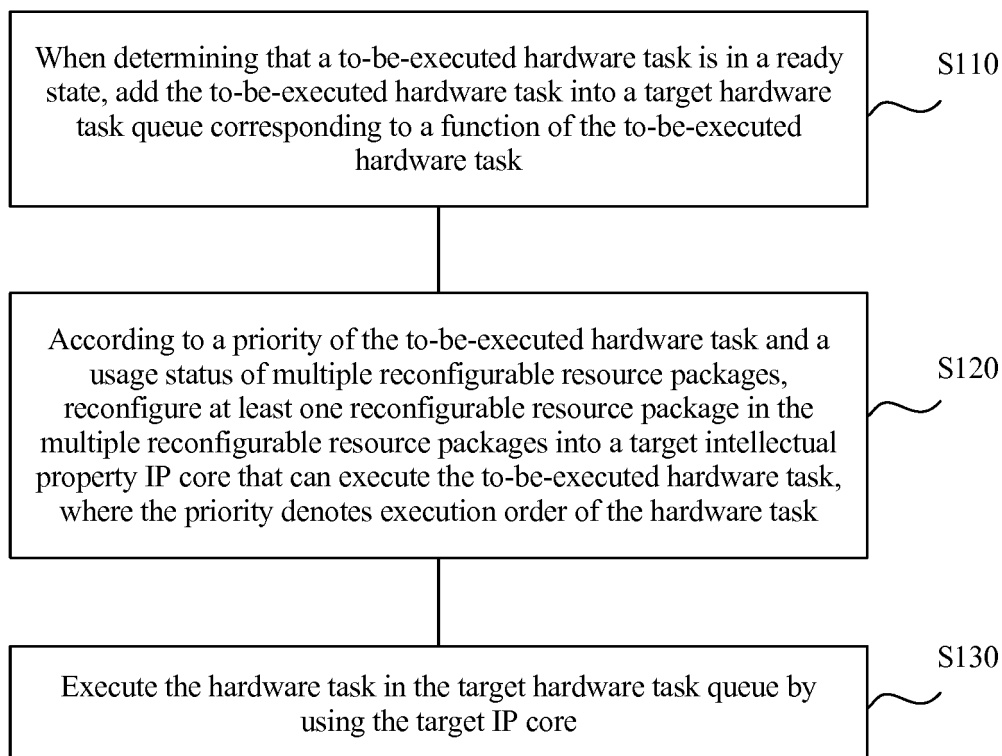 When determining that a to-be-executed hardware task is in a ready
state, add the to-be-executed hardware task into a target hardware
task queue corresponding to a function of the to-be-executed
hardware task
S110
According to a priority of the to-be-executed hardware task and a
usage status of multiple reconfigurable resource packages,
reconfigure at least one reconfigurable resource package in the
multiple reconfigurable resource packages into a target intellectual
property IP core that can execute the to-be-executed hardware task,
where the priority denotes execution order of the hardware task
S120
Execute the hardware task in the target hardware task queue by
using the target IP core
S130